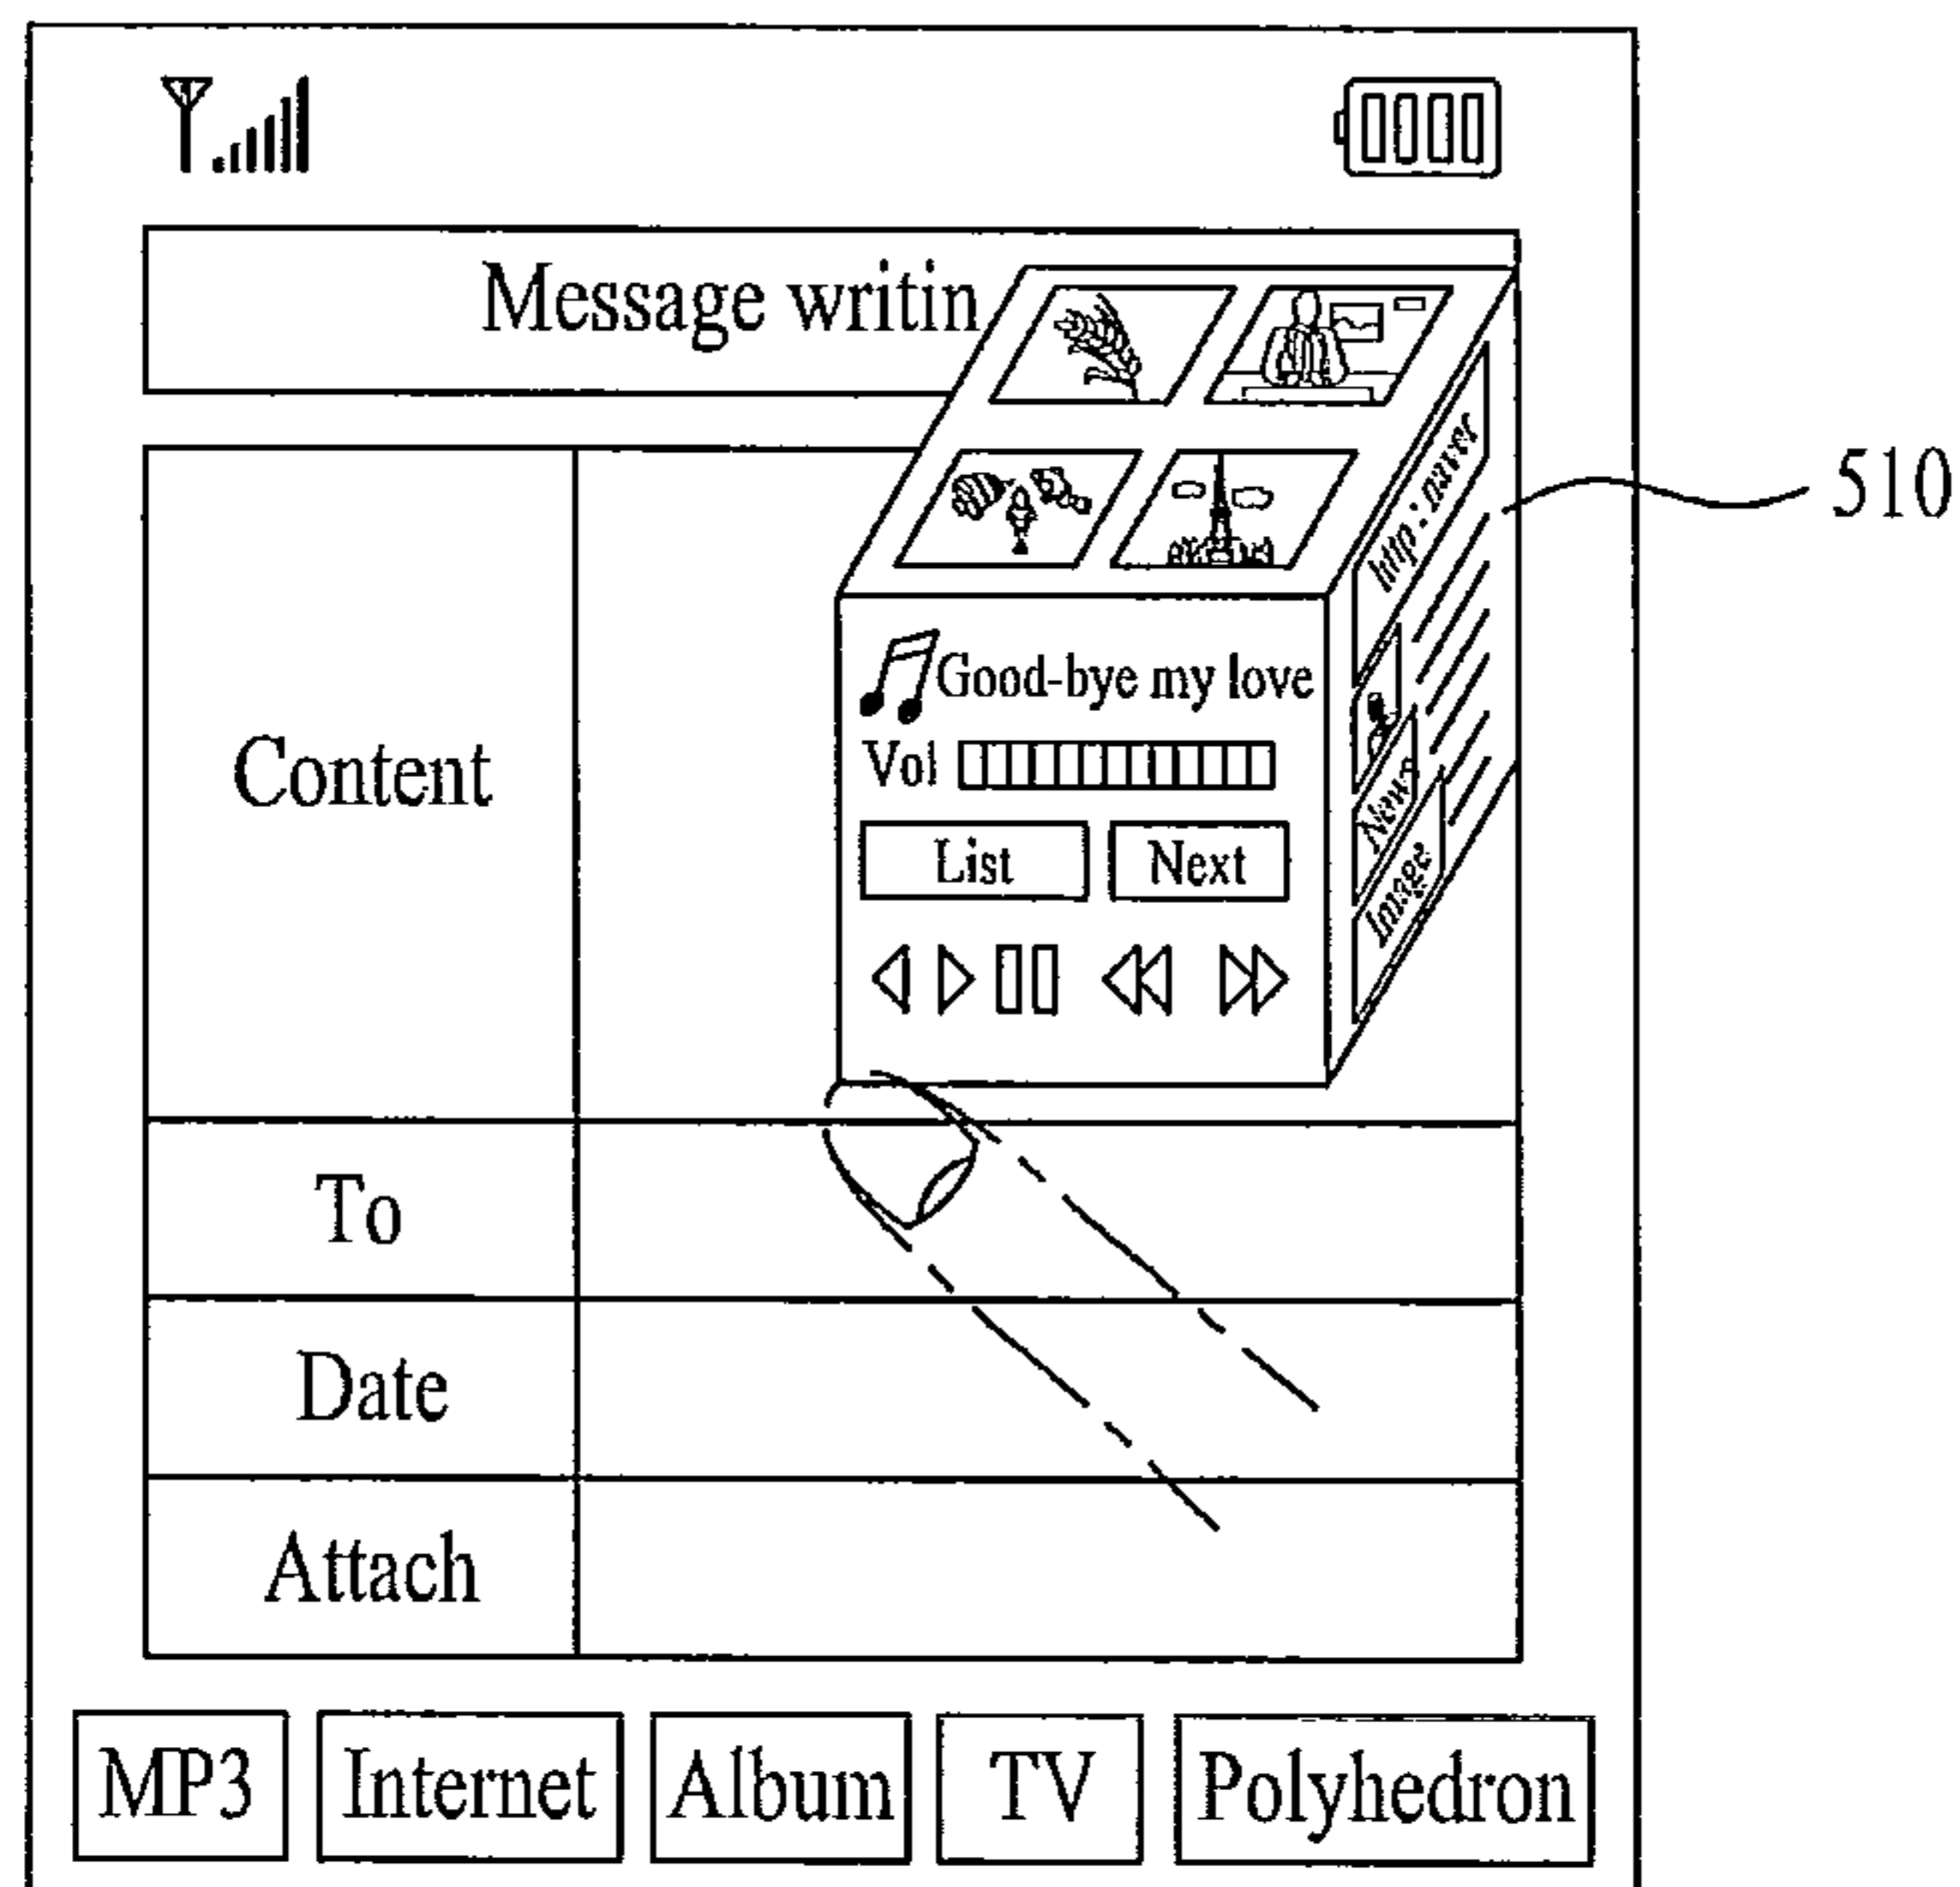 Message writin
http:naver
510
Good-bye my love
Vol
Content
News
List Next
Image
To
Date
Attach
MP3 Internet Album TV Polyhedron